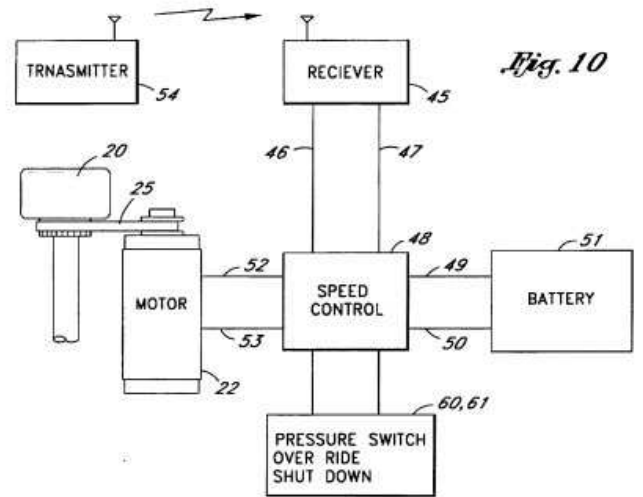 Fig. 10
TRNASMITTER
54
RECIEVER
45
20
25
46
47
48
51
MOTOR
52
53
SPEED
CONTROL
49
50
BATTERY
22
60,61
PRESSURE SWITCH
OVER RIDE
SHUT DOWN